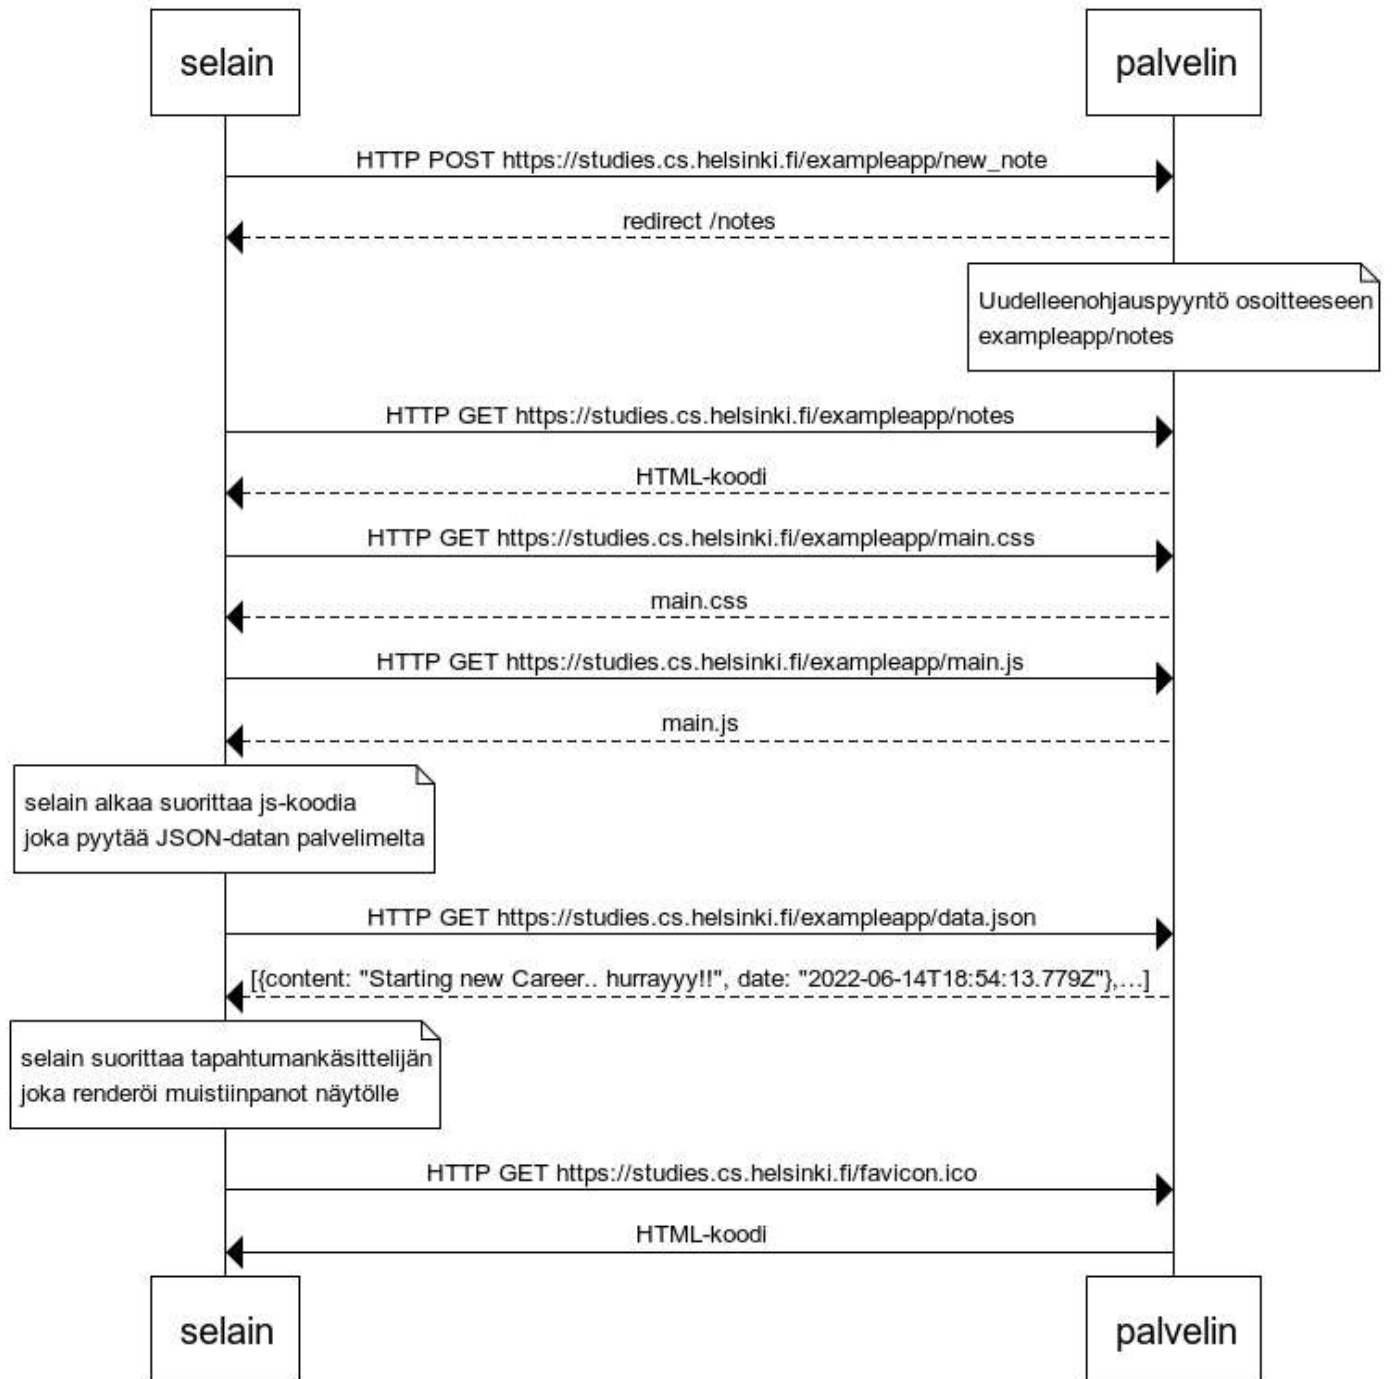 selain
palvelin
HTTP POST https://studies.cs.helsinki.fi/exampleapp/new_note
redirect /notes
Uudelleenohjauspyyntö osoitteeseen
exampleapp/notes
HTTP GET https://studies.cs.helsinki.fi/exampleapp/notes
HTML-koodi
HTTP GET https://studies.cs.helsinki.fi/exampleapp/main.css
main.css
HTTP GET https://studies.cs.helsinki.fi/exampleapp/main.js
main.js
selain alkaa suorittaa js-koodia
joka pyytää JSON-datan palvelimelta
HTTP GET https://studies.cs.helsinki.fi/exampleapp/data.json
[{content: "Starting new Career.. hurrayyy!!", date: "2022-06-14T18:54:13.779Z"},...]
selain suorittaa tapahtumankäsittelijän
joka renderöi muistiinpanot näytölle
HTTP GET https://studies.cs.helsinki.fi/favicon.ico
HTML-koodi
selain
palvelin